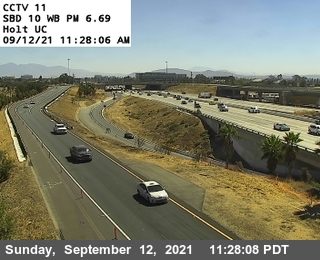 CCTV 11
SBD 10 WB PM 6.69
Holt UC
09/12/21 11:28:06 AM
Sunday, September 12, 2021 11:28:08 PDT